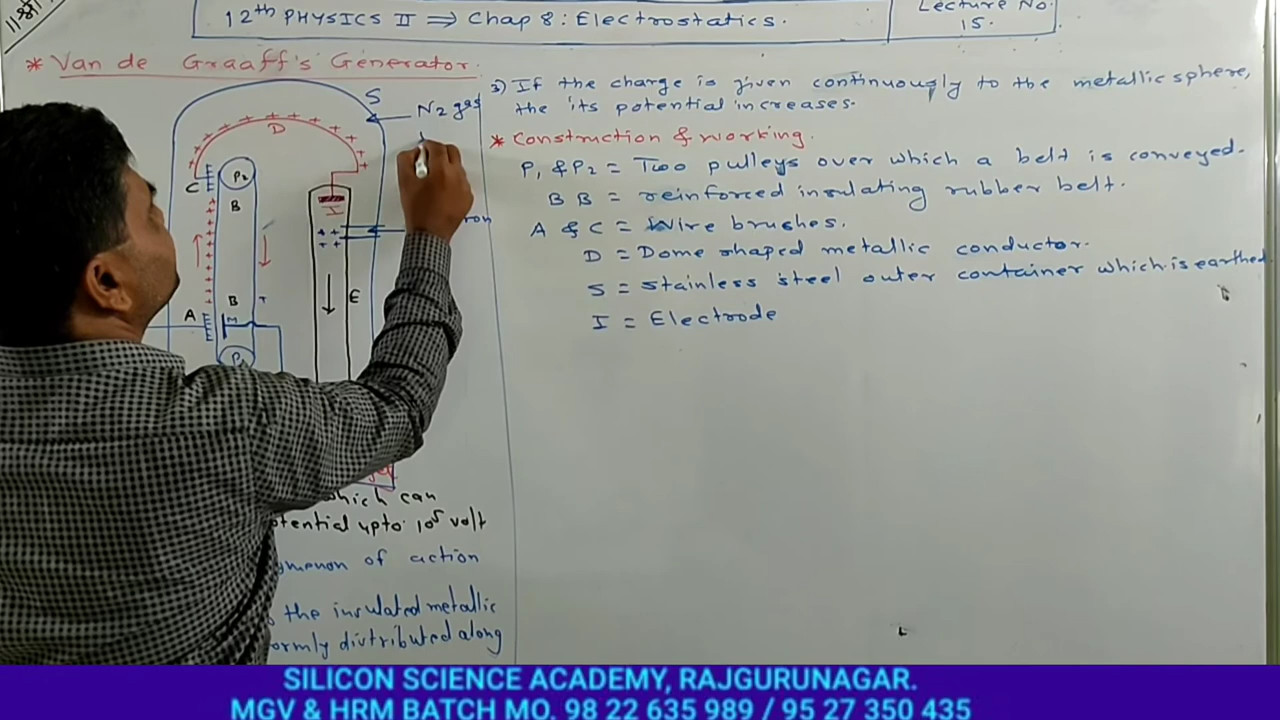 ॥ श्री
12th PHYSICS II ⇒ Chap 8: Electrostatics.
Lecture No.
15.
* Van de Graaff's Generator.
S
N2 gas
D
C
P2
B
I
B
E
A
M
P1
which can
potential upto 10⁵ volt
of action
the insulated metallic
distributed along
3) If the charge is given continuously to the metallic sphere,
the its potential increases.
* Construction & working.
P1 & P2 = Two pulleys over which a belt is conveyed.
B B = reinforced insulating rubber belt.
A & C = Wire brushes.
D = Dome shaped metallic conductor.
S = stainless steel outer container which is earthed.
I = Electrode
SILICON SCIENCE ACADEMY, RAJGURUNAGAR.
MGV & HRM BATCH MO. 98 22 635 989 / 95 27 350 435